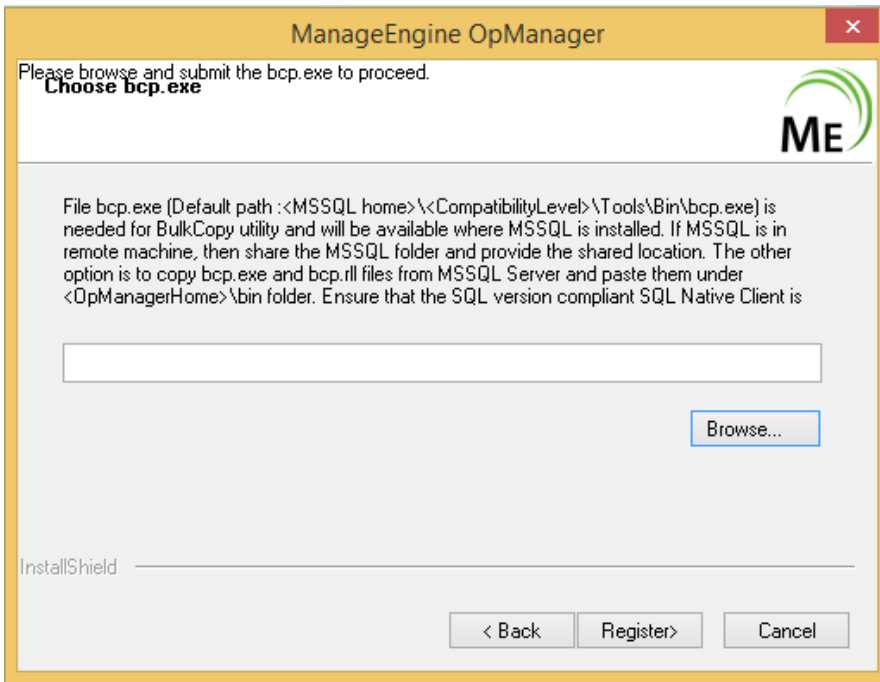 ManageEngine OpManager
Please browse and submit the bcp.exe to proceed.
Choose bcp.exe
ME
File bcp.exe (Default path :<MSSQL home>\<CompatibilityLevel>\Tools\Bin\bcp.exe) is
needed for BulkCopy utility and will be available where MSSQL is installed. If MSSQL is in
remote machine, then share the MSSQL folder and provide the shared location. The other
option is to copy bcp.exe and bcp.rll files from MSSQL Server and paste them under
<OpManagerHome>\bin folder. Ensure that the SQL version compliant SQL Native Client is
Browse...
InstallShield
< Back
Register>
Cancel